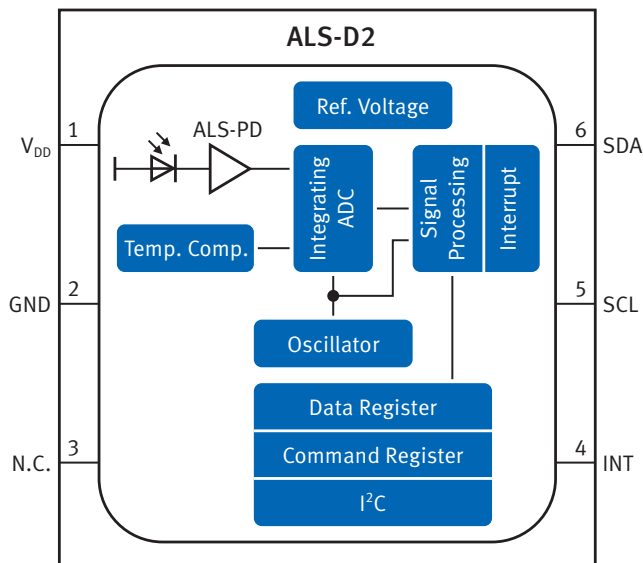 ALS-D2
Ref. Voltage
ALS-PD
1
V_DD
6
SDA
Integrating
ADC
Signal
Processing
Interrupt
Temp. Comp.
2
GND
5
SCL
Oscillator
Data Register
3
N.C.
Command Register
4
INT
I²C